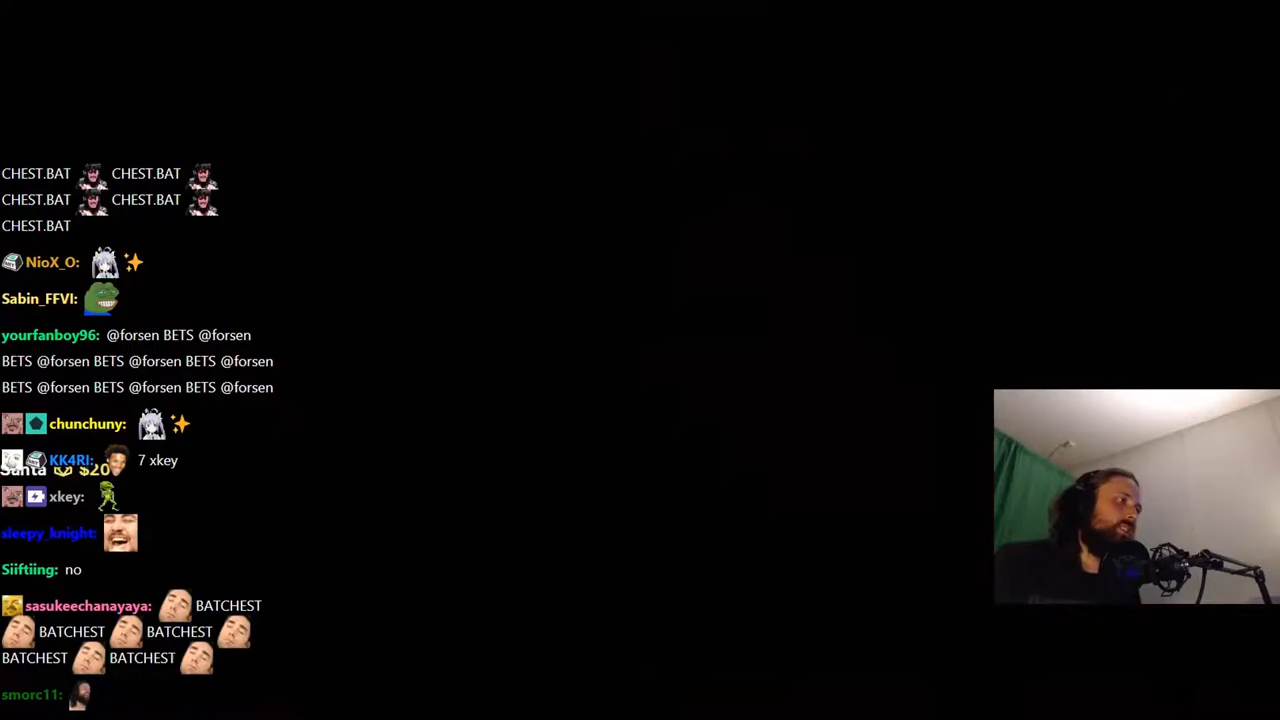 CHEST.BAT CHEST.BAT
CHEST.BAT CHEST.BAT
CHEST.BAT
NioX_O:
Sabin_FFVI:
yourfanboy96: @forsen BETS @forsen
BETS @forsen BETS @forsen BETS @forsen
BETS @forsen BETS @forsen BETS @forsen
chunchuny:
KK4RI: 7 xkey
Santa $20
xkey:
sleepy_knight:
Siiftiing: no
sasukeechanayaya: BATCHEST
BATCHEST BATCHEST
BATCHEST BATCHEST
smorc11: